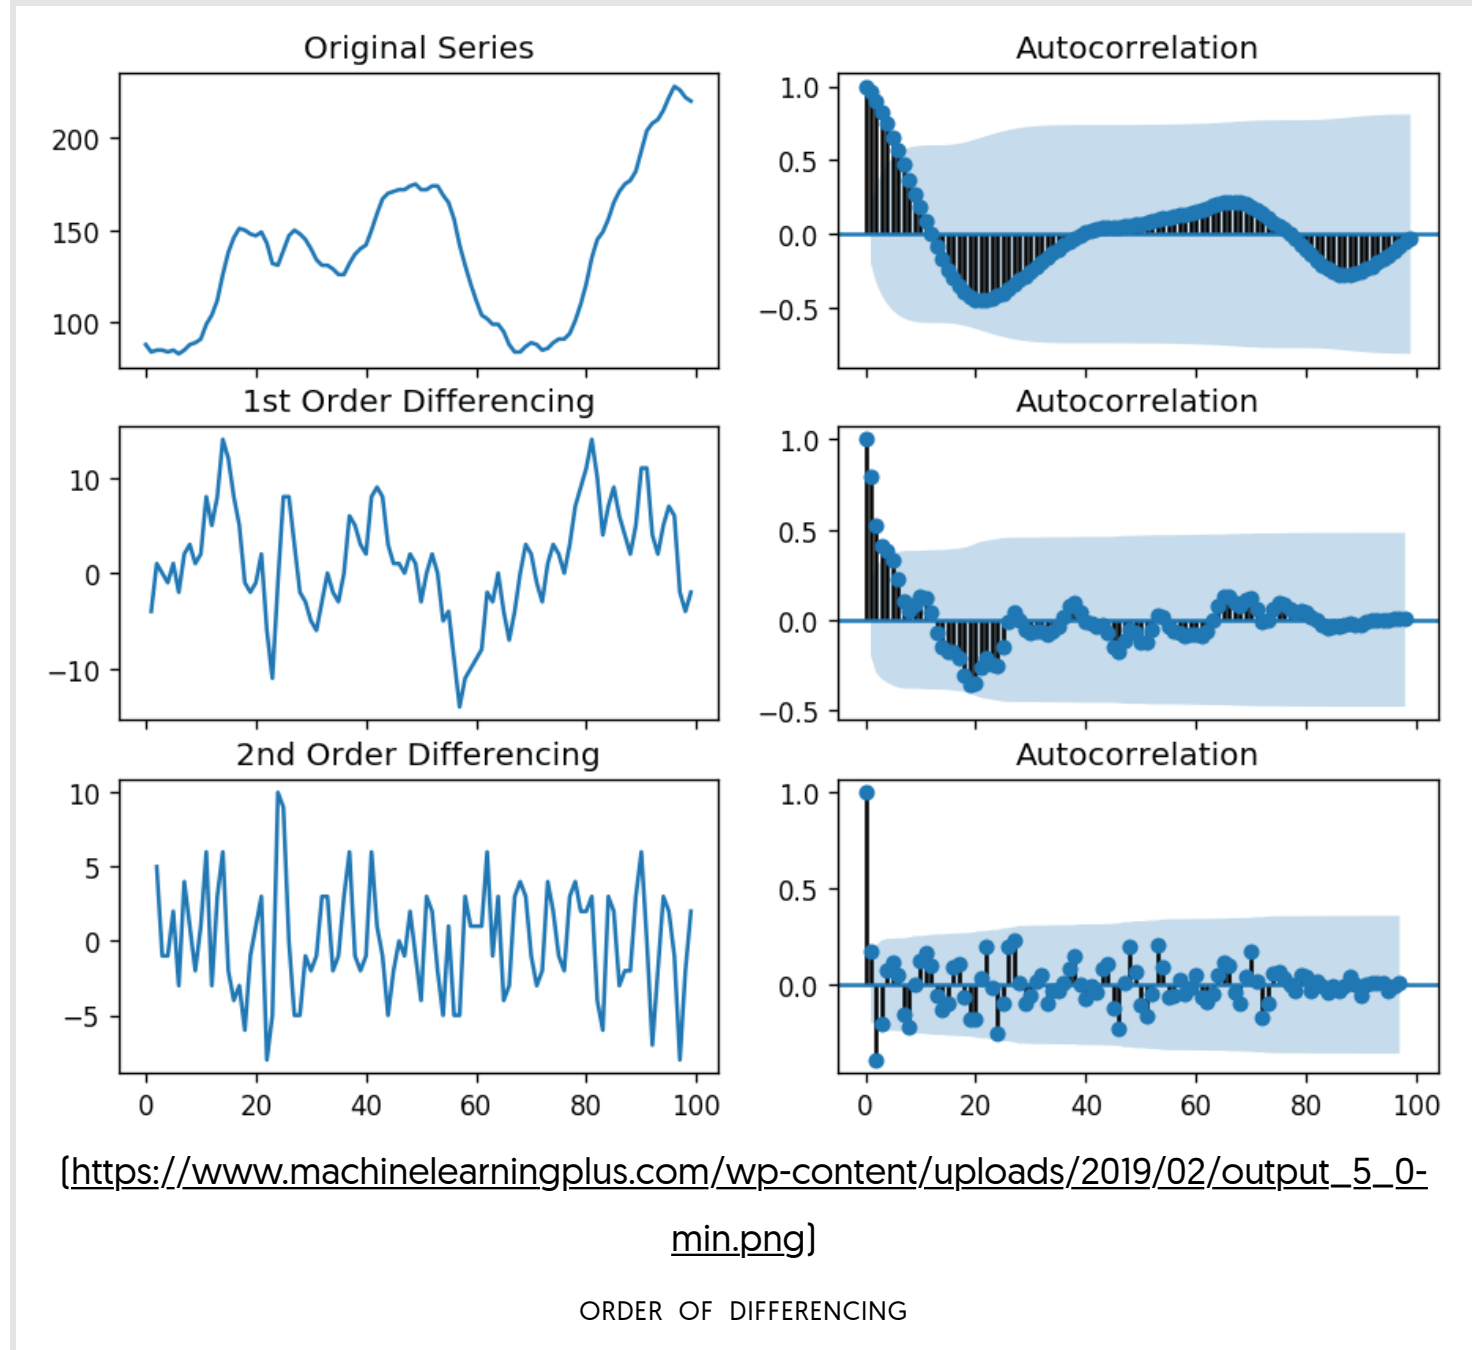 Original Series
Autocorrelation
200
150
100
1.0
0.5
0.0
−0.5
1st Order Differencing
Autocorrelation
10
0
−10
1.0
0.5
0.0
−0.5
2nd Order Differencing
Autocorrelation
10
5
0
−5
1.0
0.5
0.0
0 20 40 60 80 100
0 20 40 60 80 100
(https://www.machinelearningplus.com/wp-content/uploads/2019/02/output_5_0-
min.png)
ORDER OF DIFFERENCING